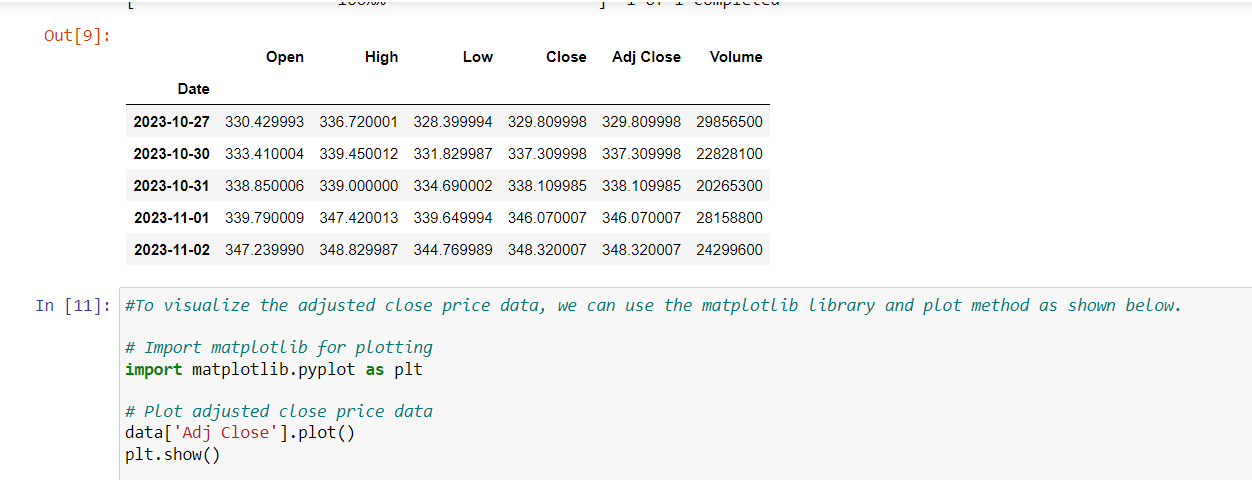 1 of 1 completed
Out[9]:
Open High Low Close Adj Close Volume
Date
2023-10-27 330.429993 336.720001 328.399994 329.809998 329.809998 29856500
2023-10-30 333.410004 339.450012 331.829987 337.309998 337.309998 22828100
2023-10-31 338.850006 339.000000 334.690002 338.109985 338.109985 20265300
2023-11-01 339.790009 347.420013 339.649994 346.070007 346.070007 28158800
2023-11-02 347.239990 348.829987 344.769989 348.320007 348.320007 24299600
In [11]: #To visualize the adjusted close price data, we can use the matplotlib library and plot method as shown below.
# Import matplotlib for plotting
import matplotlib.pyplot as plt
# Plot adjusted close price data
data['Adj Close'].plot()
plt.show()